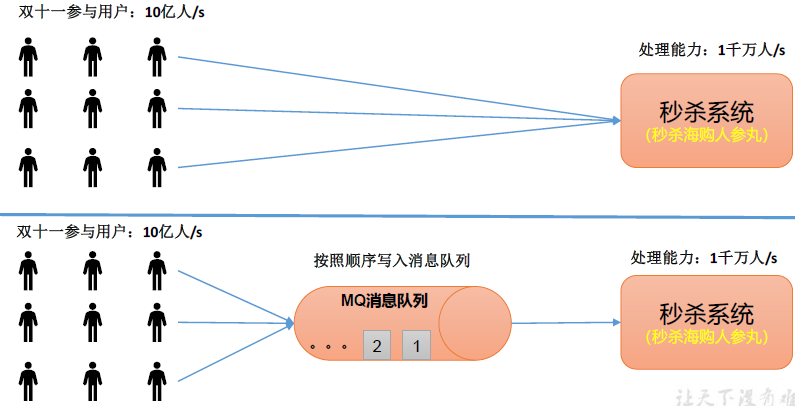 双十一参与用户：10亿人/s
处理能力：1千万人/s
秒杀系统
(秒杀海购人参丸)
双十一参与用户：10亿人/s
按照顺序写入消息队列
处理能力：1千万人/s
MQ消息队列
。。。 2 1
秒杀系统
(秒杀海购人参丸)
让天下没有难